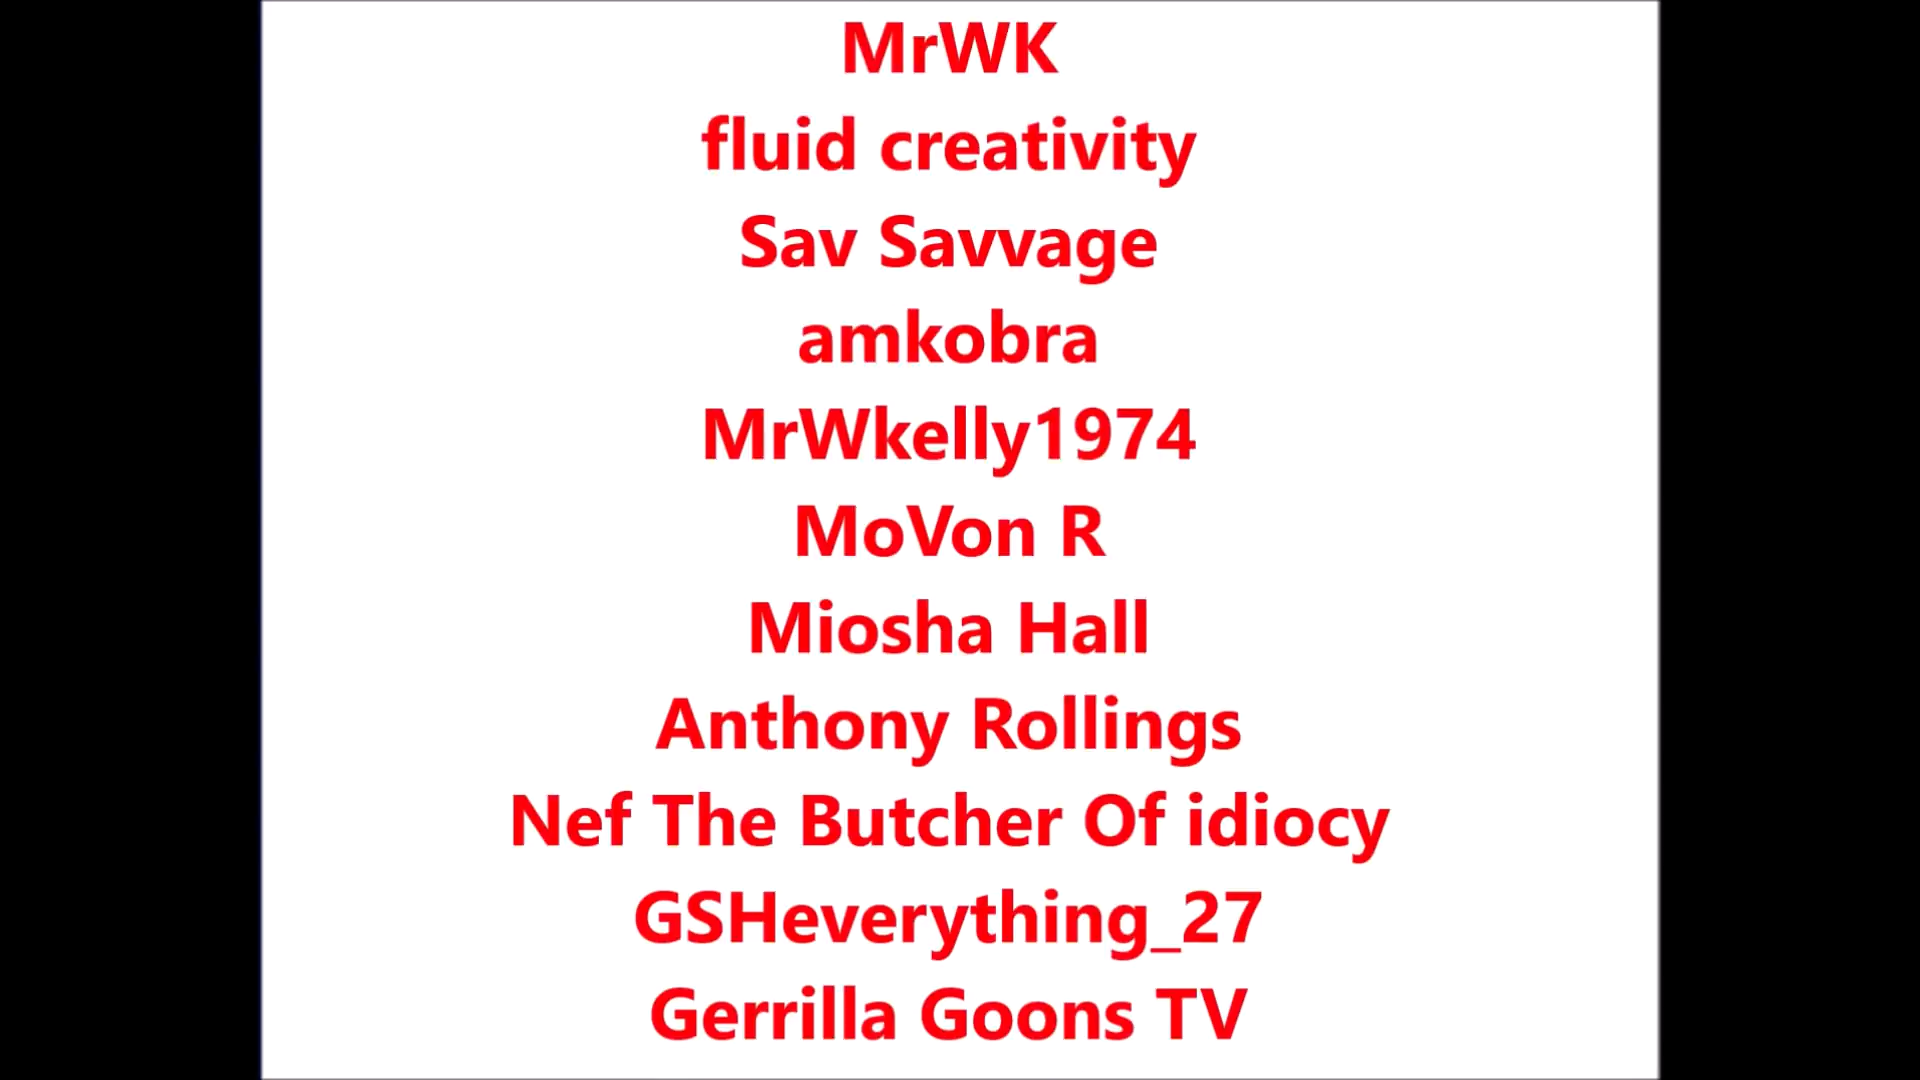 MrWK
fluid creativity
Sav Savvage
amkobra
MrWkelly1974
MoVon R
Miosha Hall
Anthony Rollings
Nef The Butcher Of idiocy
GSHeverything_27
Gerrilla Goons TV